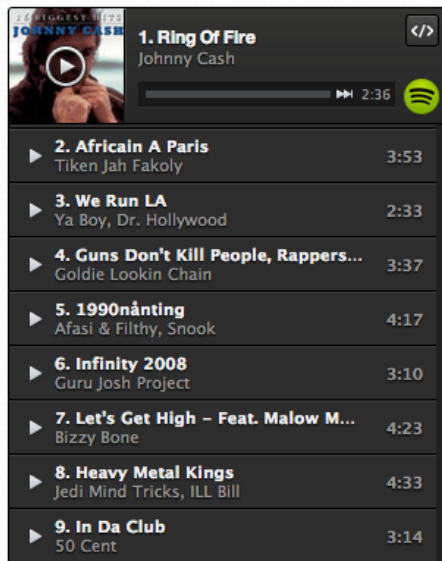 16 BIGGEST HITS
JOHNNY CASH
1. Ring Of Fire
Johnny Cash
</>
2:36
2. Africain A Paris
Tiken Jah Fakoly
3:53
3. We Run LA
Ya Boy, Dr. Hollywood
2:33
4. Guns Don't Kill People, Rappers...
Goldie Lookin Chain
3:37
5. 1990nånting
Afasi & Filthy, Snook
4:17
6. Infinity 2008
Guru Josh Project
3:10
7. Let's Get High – Feat. Malow M...
Bizzy Bone
4:23
8. Heavy Metal Kings
Jedi Mind Tricks, ILL Bill
4:33
9. In Da Club
50 Cent
3:14